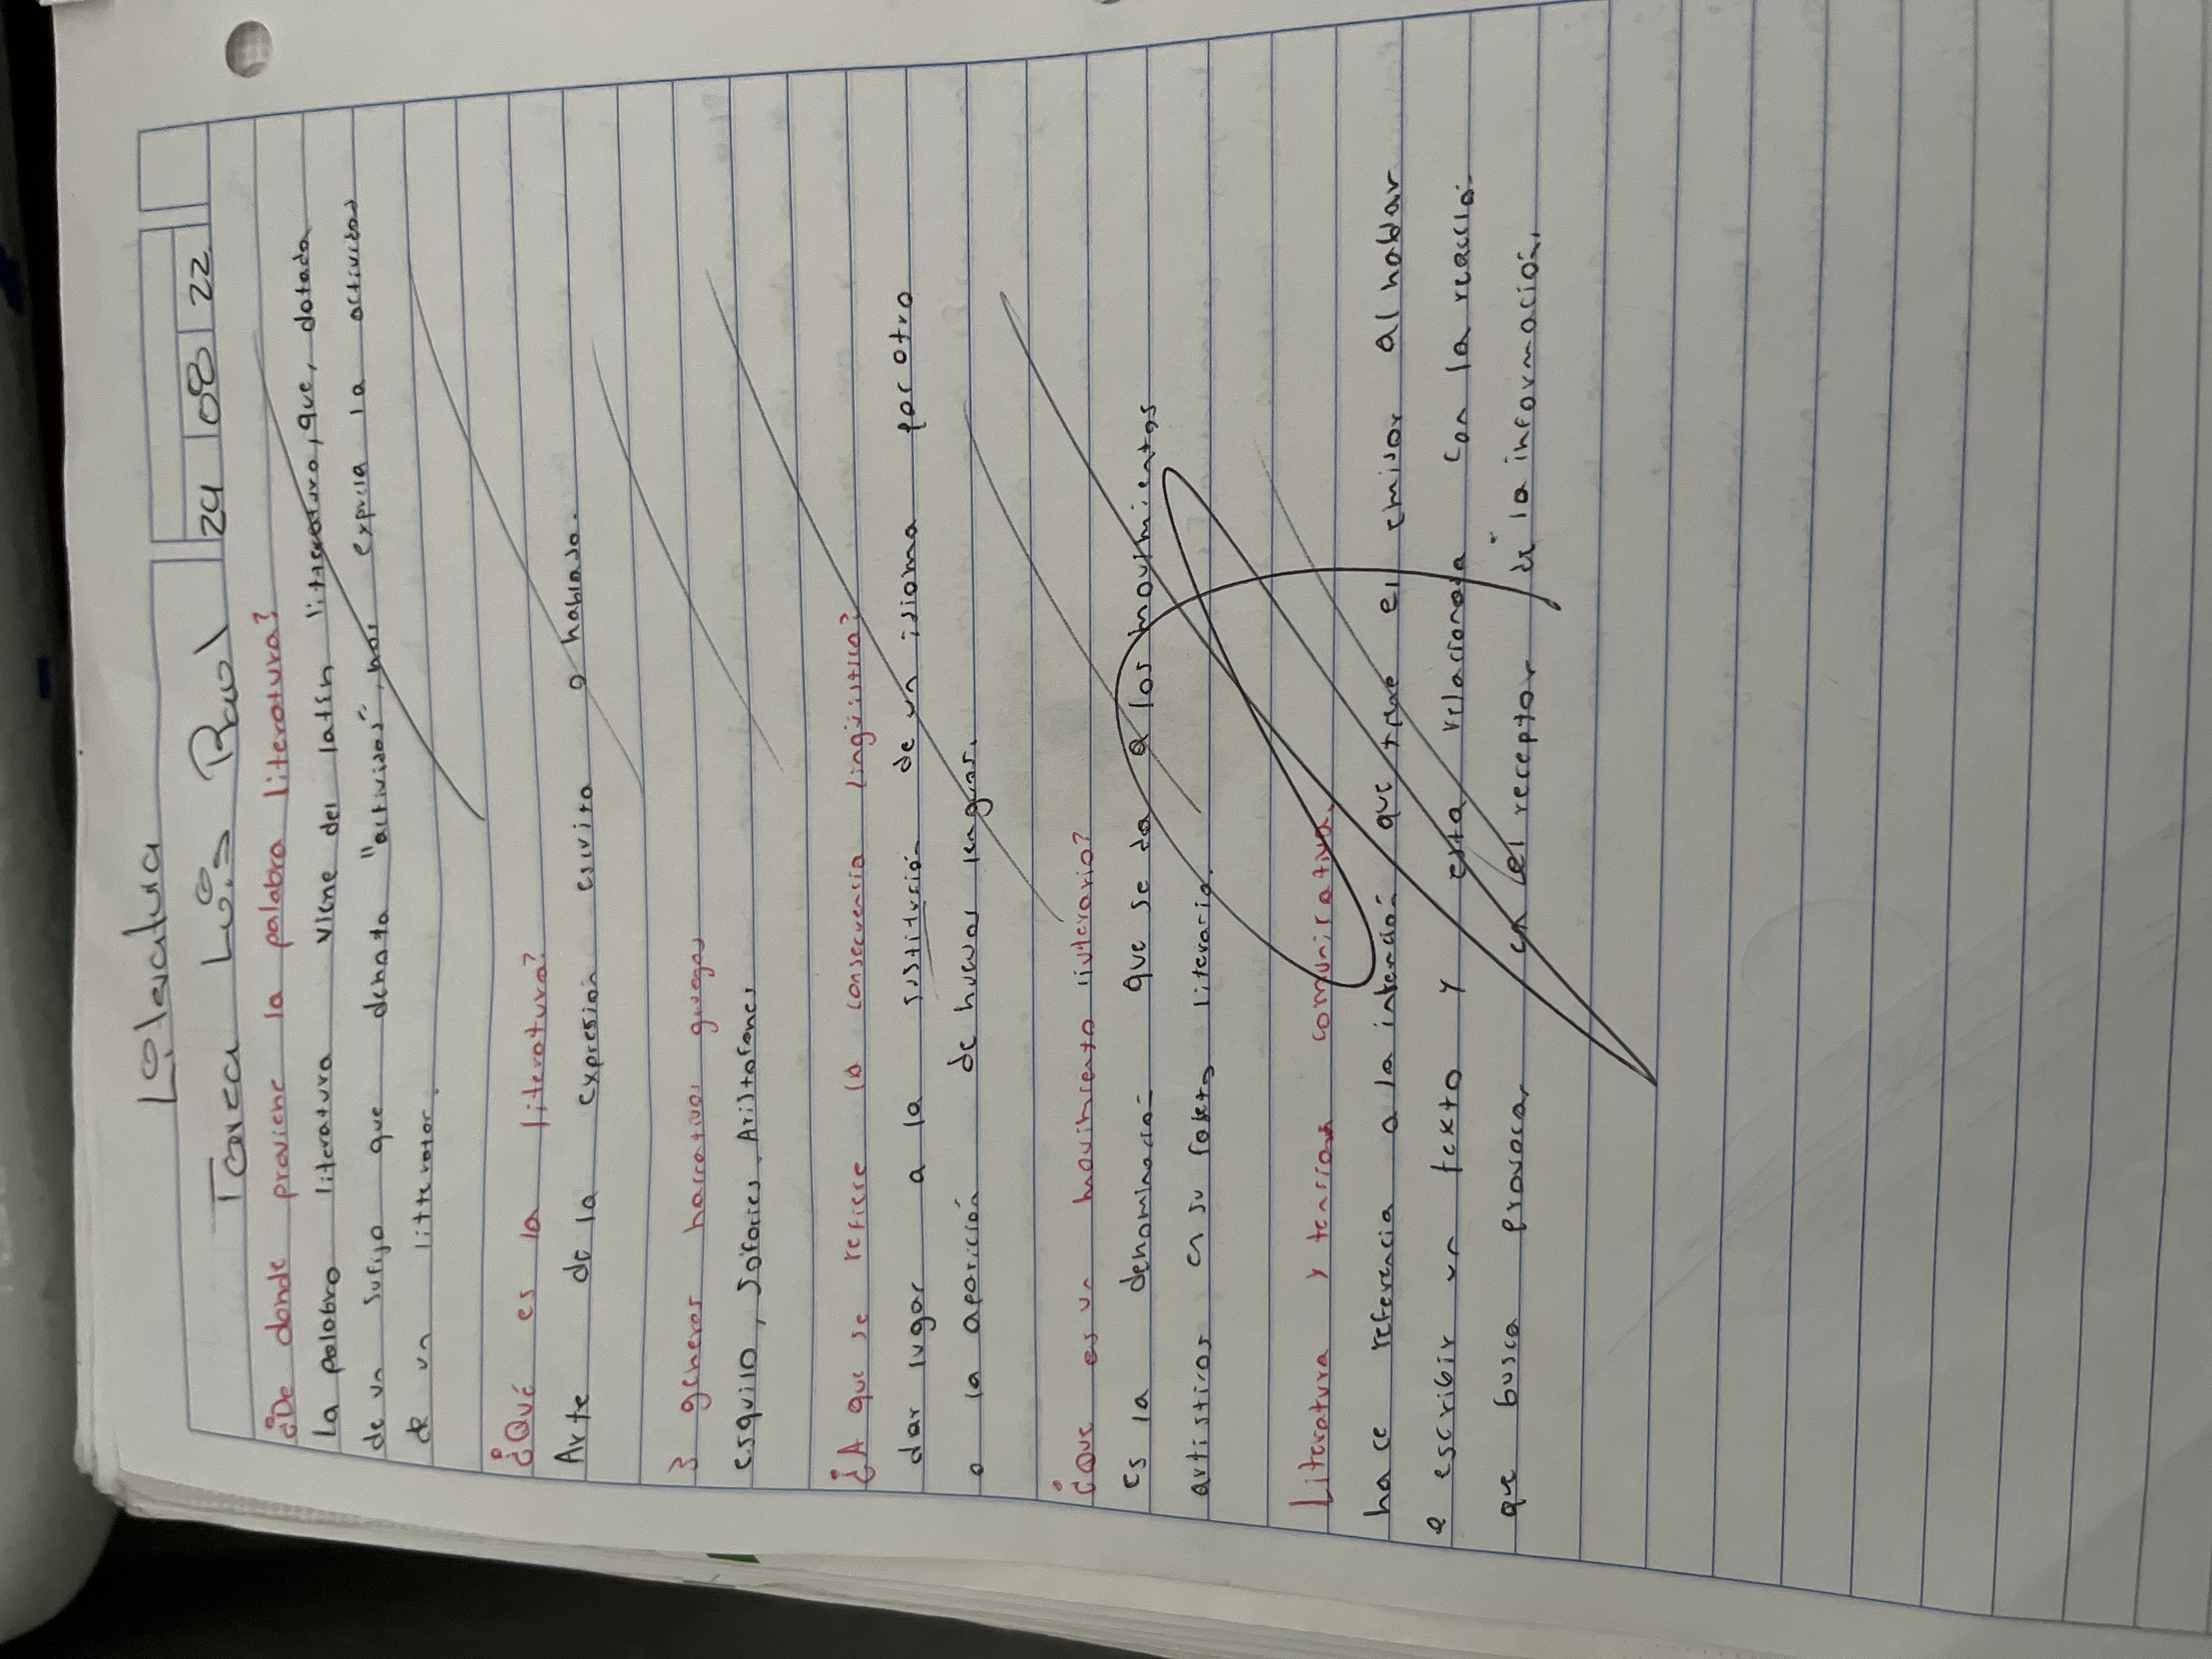 Literatura
Tarea Luis Raul 24 08 22
¿De donde proviene la palabra literatura?
La palabra literatura viene del latín litteratura, que, dotada
de un sufijo que denota "actividad", nos expresa la actividad
de un litterator.
¿Qué es la literatura?
Arte de la expresion escrita o hablada.
3 generos narrativos griegos
esquilo, Sofocles, Aristofanes
¿A que se refiere la consecuencia lingüistica?
dar lugar a la sustitución de un idioma por otro
o la aparición de nuevas lenguas.
¿Que es un movimiento literario?
es la denominacion que se da a los movimientos
artisticos en su faseta literaria.
Literatura y comunicativa.
hace referencia a la intención que tiene el emisor al hablar
e escribir un texto y esta relacionada con la reacción
que busca provocar en el receptor de la información.